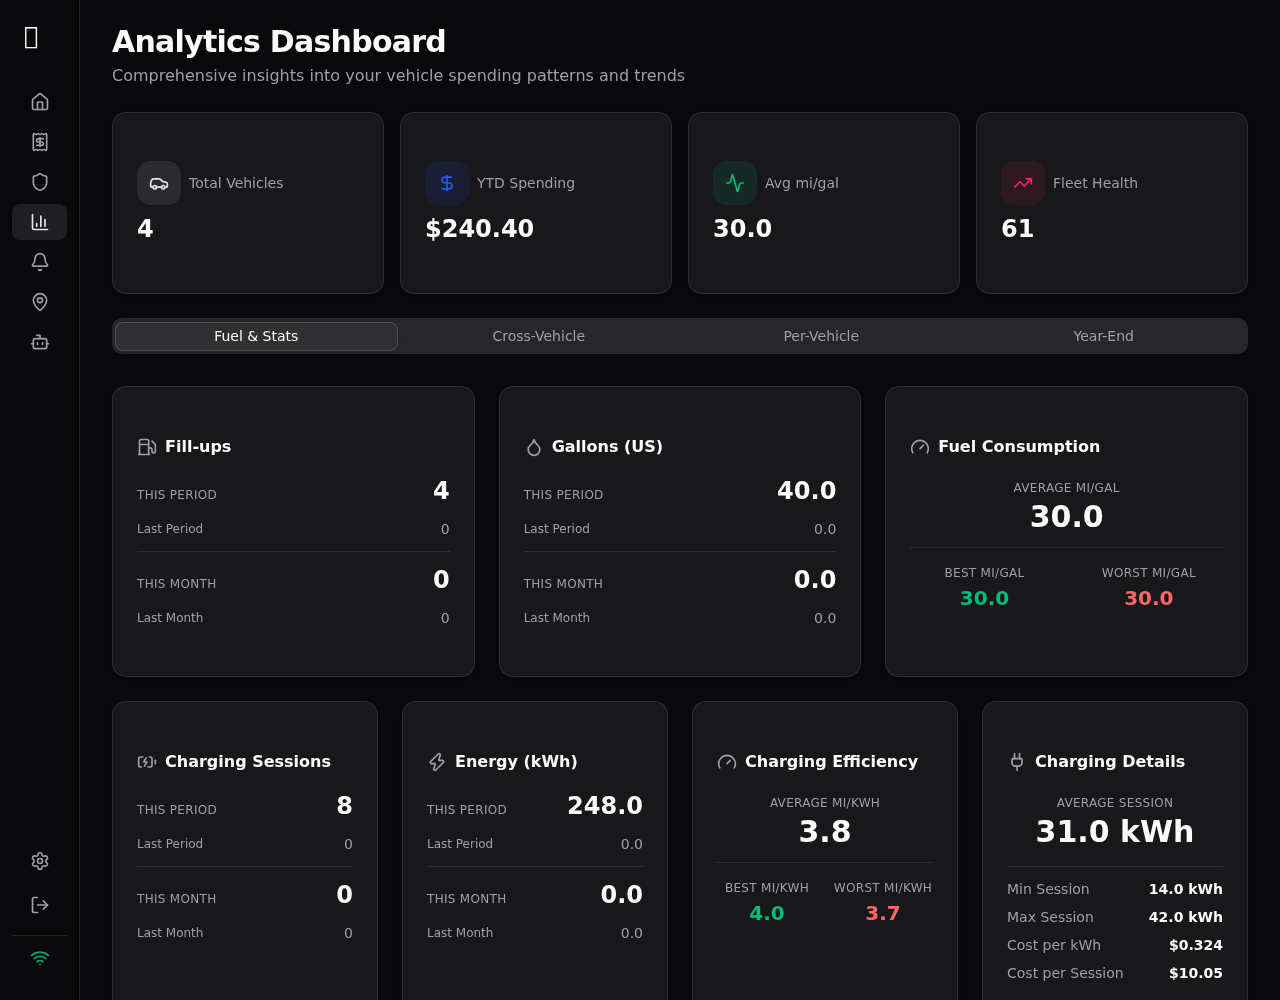 Analytics Dashboard
Comprehensive insights into your vehicle spending patterns and trends
Total Vehicles
4
YTD Spending
$240.40
Avg mi/gal
30.0
Fleet Health
61
Fuel & Stats
Cross-Vehicle
Per-Vehicle
Year-End
Fill-ups
THIS PERIOD 4
Last Period 0
THIS MONTH 0
Last Month 0
Gallons (US)
THIS PERIOD 40.0
Last Period 0.0
THIS MONTH 0.0
Last Month 0.0
Fuel Consumption
AVERAGE MI/GAL
30.0
BEST MI/GAL WORST MI/GAL
30.0 30.0
Charging Sessions
THIS PERIOD 8
Last Period 0
THIS MONTH 0
Last Month 0
Energy (kWh)
THIS PERIOD 248.0
Last Period 0.0
THIS MONTH 0.0
Last Month 0.0
Charging Efficiency
AVERAGE MI/KWH
3.8
BEST MI/KWH WORST MI/KWH
4.0 3.7
Charging Details
AVERAGE SESSION
31.0 kWh
Min Session 14.0 kWh
Max Session 42.0 kWh
Cost per kWh $0.324
Cost per Session $10.05